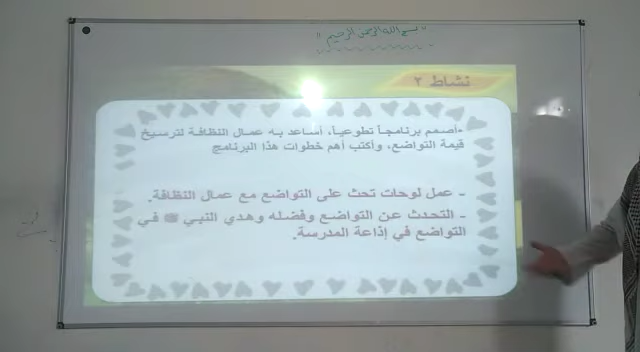 "بسم الله الرحمن الرحيم"
نشاط ٢
•أصمم برنامجاً تطوعياً، أساعد به عمال النظافة لترسيخ
قيمة التواضع، وأكتب أهم خطوات هذا البرنامج
- عمل لوحات تحث على التواضع مع عمال النظافة.
- التحدث عن التواضع وفضله وهدي النبي ﷺ في
التواضع في إذاعة المدرسة.